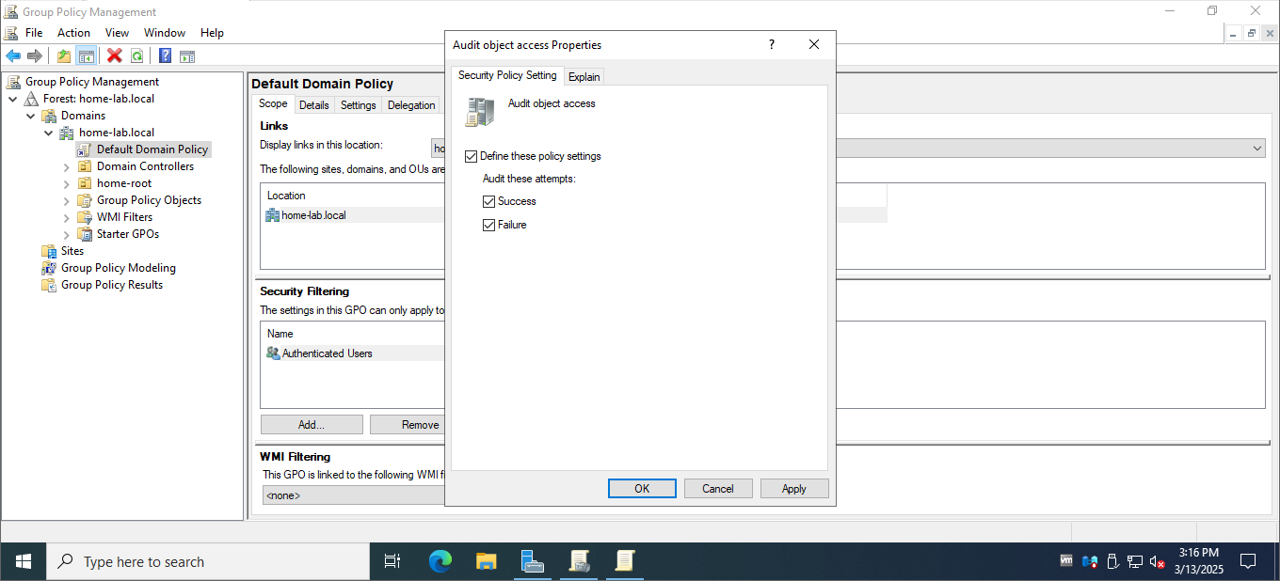 Group Policy Management
File Action View Window Help
Group Policy Management
Forest: home-lab.local
Domains
home-lab.local
Default Domain Policy
Domain Controllers
home-root
Group Policy Objects
WMI Filters
Starter GPOs
Sites
Group Policy Modeling
Group Policy Results
Default Domain Policy
Scope Details Settings Delegation
Links
Display links in this location:
The following sites, domains, and OUs are
Location
home-lab.local
Security Filtering
The settings in this GPO can only apply to
Name
Authenticated Users
Add... Remove
WMI Filtering
This GPO is linked to the following WMI
<none>
Audit object access Properties
?
Security Policy Setting Explain
Audit object access
Define these policy settings
Audit these attempts:
Success
Failure
OK Cancel Apply
Type here to search
3:16 PM
3/13/2025